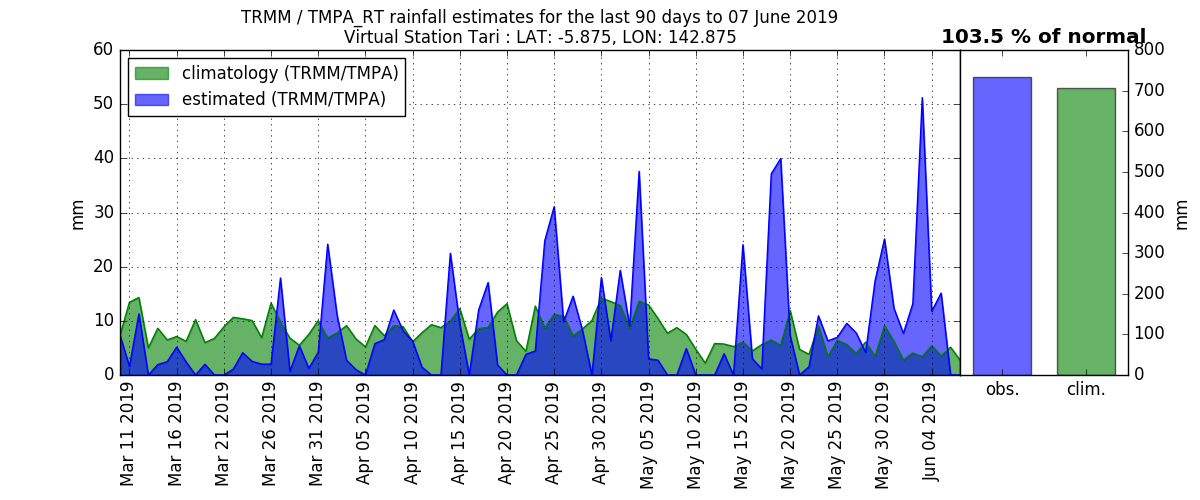 TRMM / TMPA_RT rainfall estimates for the last 90 days to 07 June 2019
Virtual Station Tari : LAT: -5.875, LON: 142.875
103.5 % of normal
climatology (TRMM/TMPA)
estimated (TRMM/TMPA)
60
50
40
30
20
10
0
mm
800
700
600
500
400
300
200
100
0
mm
Mar 11 2019
Mar 16 2019
Mar 21 2019
Mar 26 2019
Mar 31 2019
Apr 05 2019
Apr 10 2019
Apr 15 2019
Apr 20 2019
Apr 25 2019
Apr 30 2019
May 05 2019
May 10 2019
May 15 2019
May 20 2019
May 25 2019
May 30 2019
Jun 04 2019
obs.
clim.